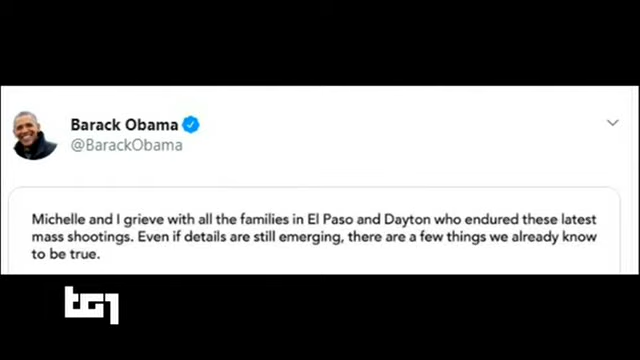 Barack Obama
@BarackObama
Michelle and I grieve with all the families in El Paso and Dayton who endured these latest
mass shootings. Even if details are still emerging, there are a few things we already know
to be true.
tg1